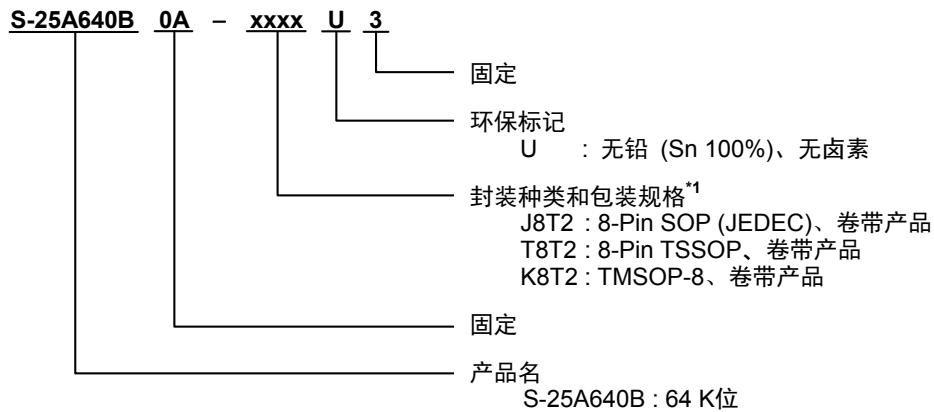 S-25A640B 0A – xxxx U 3
固定
环保标记
U : 无铅 (Sn 100%)、无卤素
封装种类和包装规格*1
J8T2 : 8-Pin SOP (JEDEC)、卷带产品
T8T2 : 8-Pin TSSOP、卷带产品
K8T2 : TMSOP-8、卷带产品
固定
产品名
S-25A640B : 64 K位